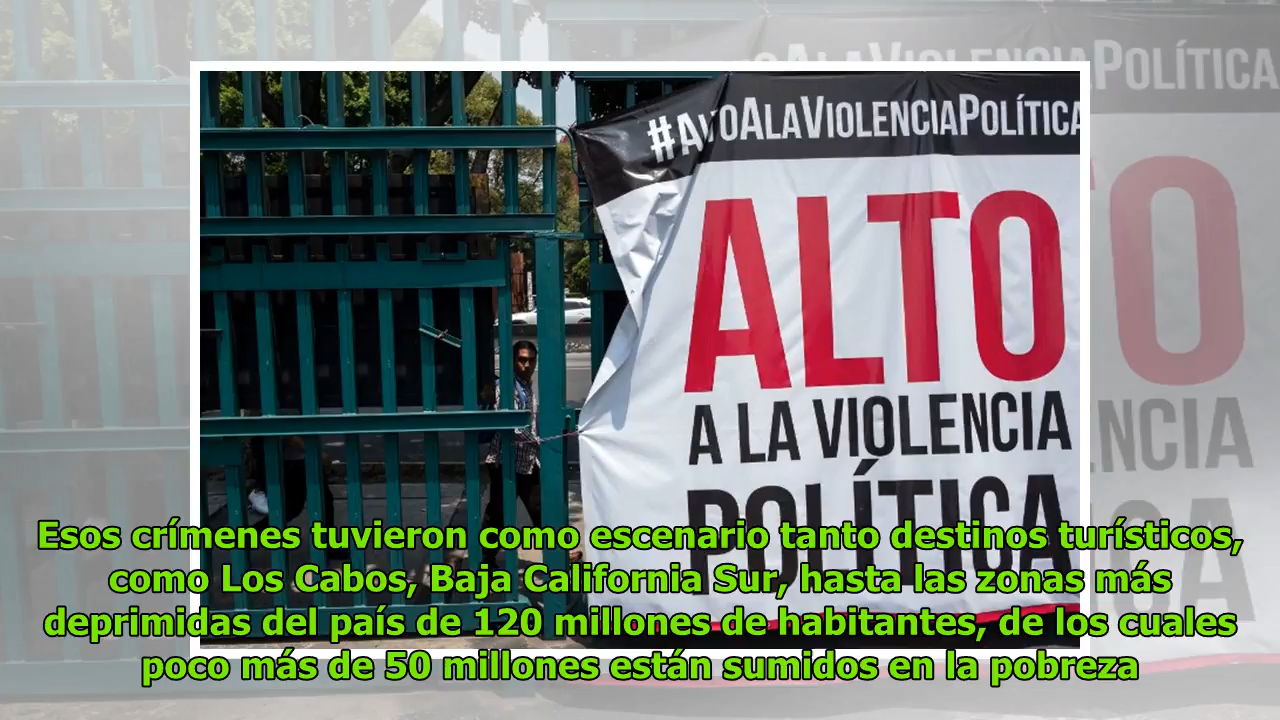 #AltoALaViolenciaPolítica
ALTO
A LA VIOLENCIA
POLÍTICA
Esos crímenes tuvieron como escenario tanto destinos turísticos,
como Los Cabos, Baja California Sur, hasta las zonas más
deprimidas del país de 120 millones de habitantes, de los cuales
poco más de 50 millones están sumidos en la pobreza